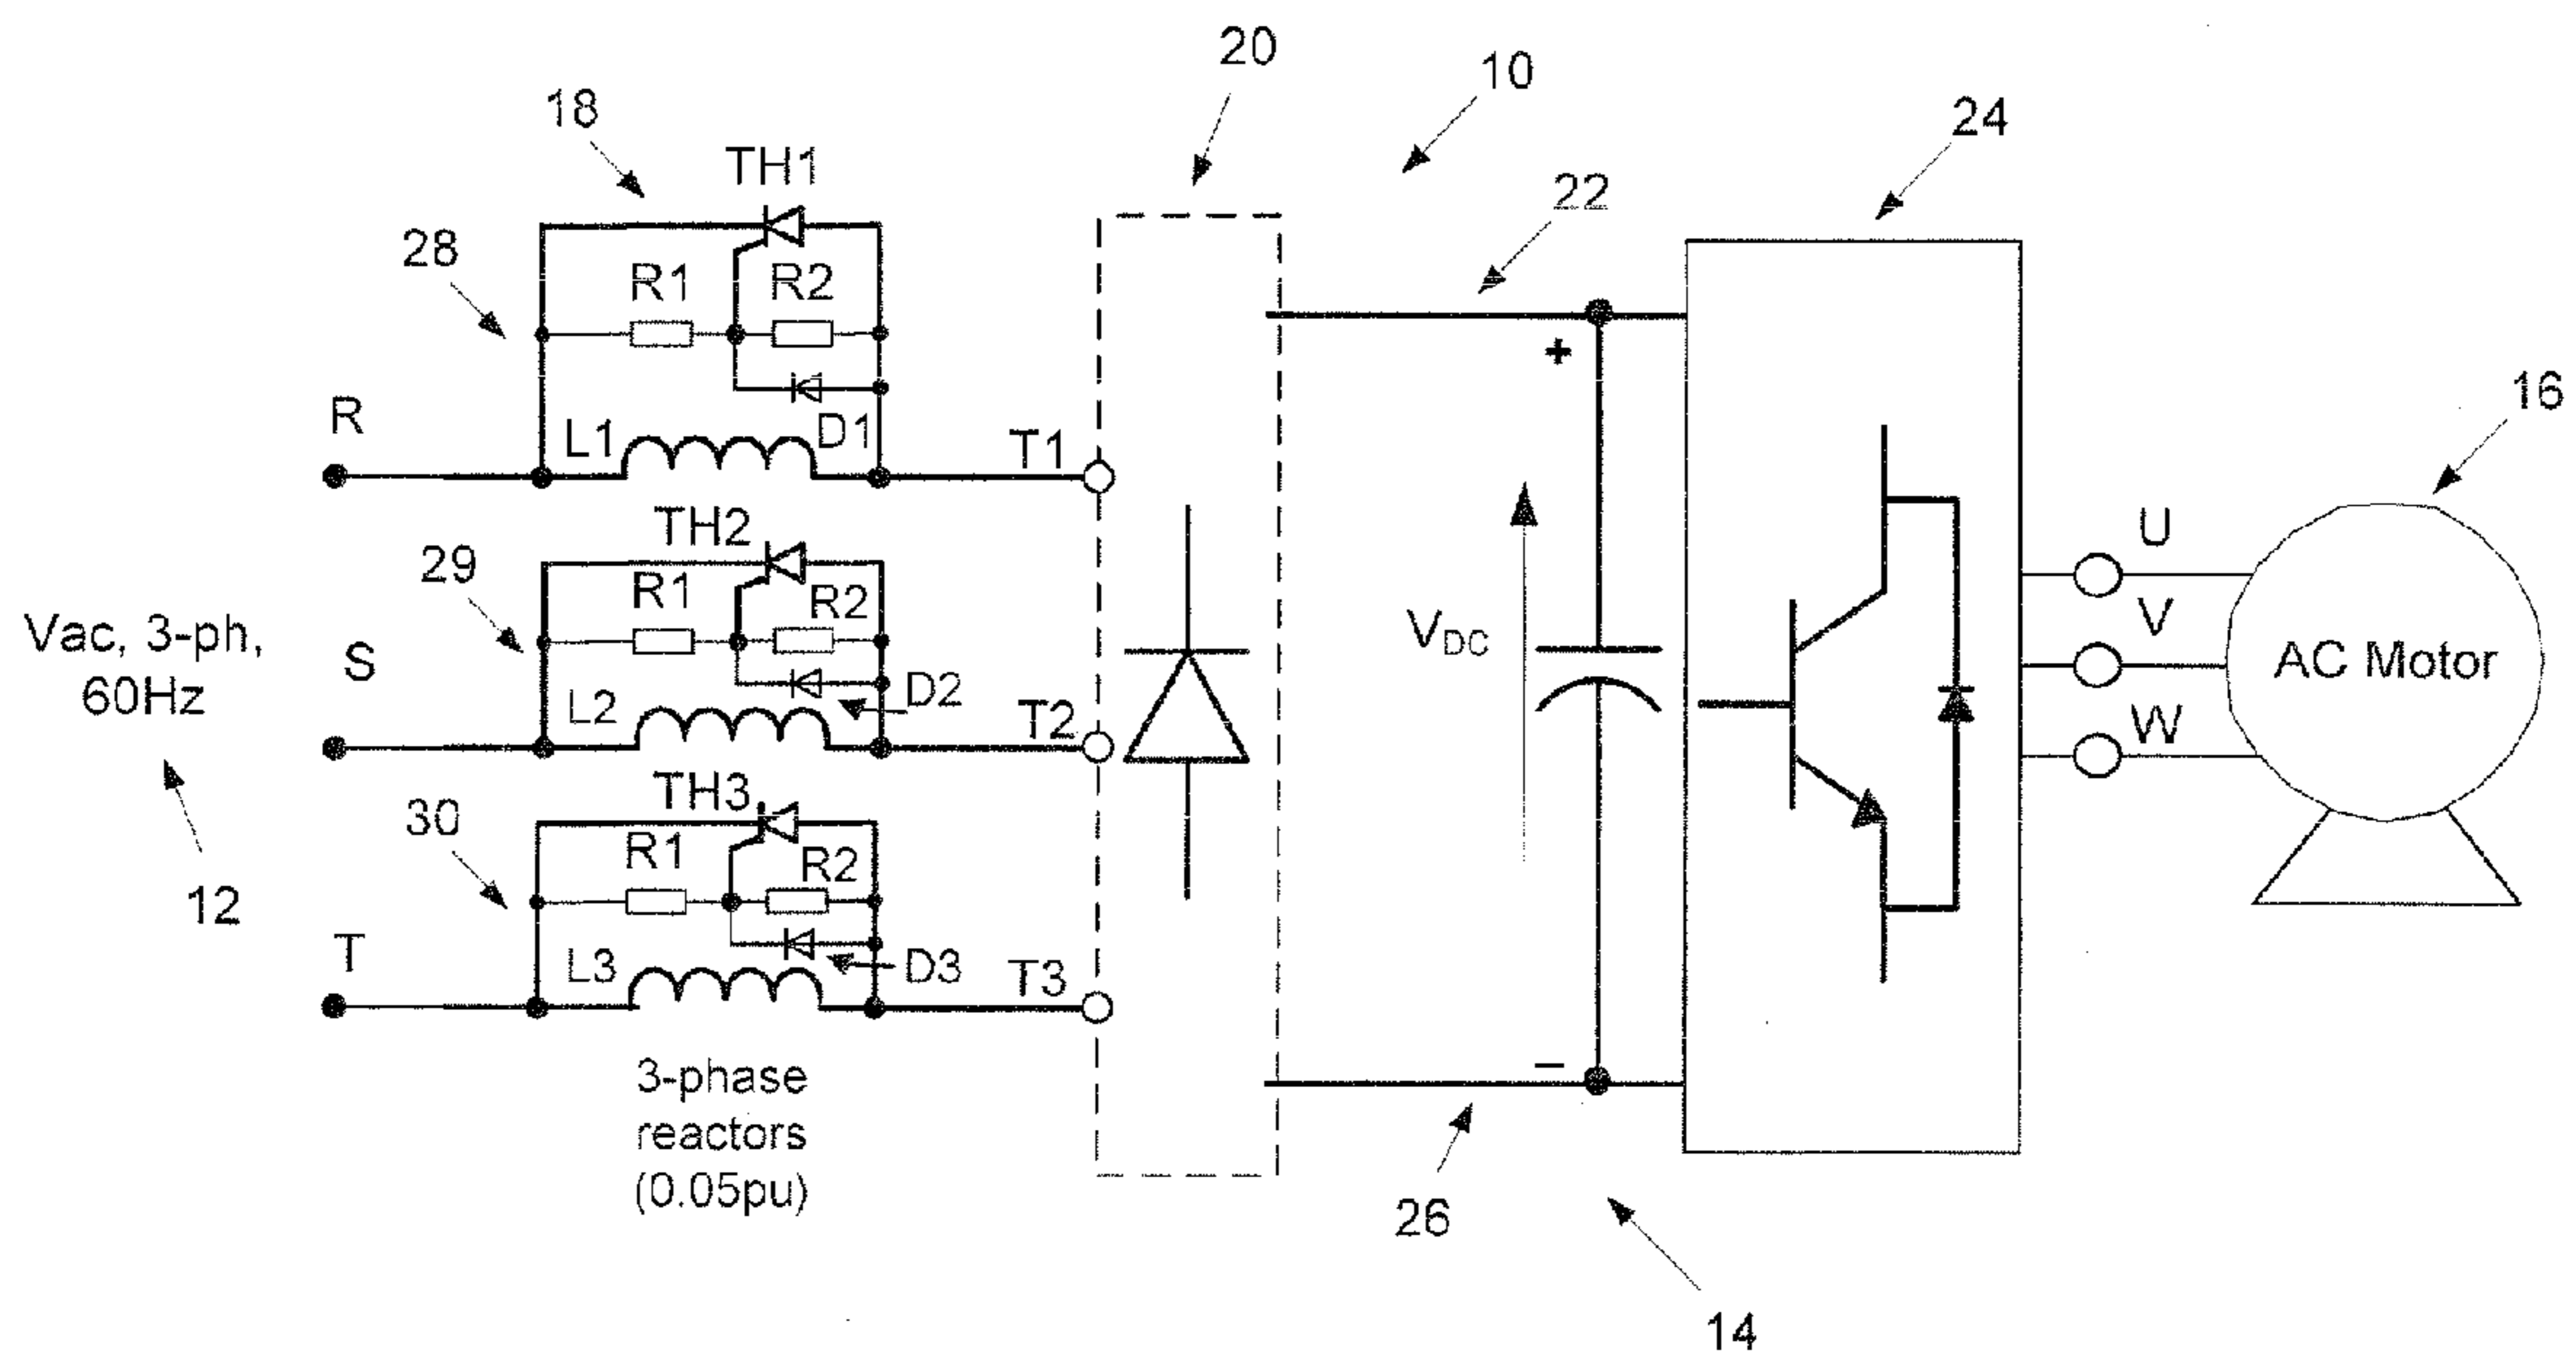 20
10
18
24
TH1
22
28
R1
R2
+
16
R
L1
D1
T1
TH2
U
29
R1
R2
V
Vac, 3-ph,
60Hz
S
VDC
AC Motor
L2
D2
T2
W
TH3
30
R1
R2
12
T
L3
D3
T3
3-phase
reactors
(0.05pu)
–
26
14